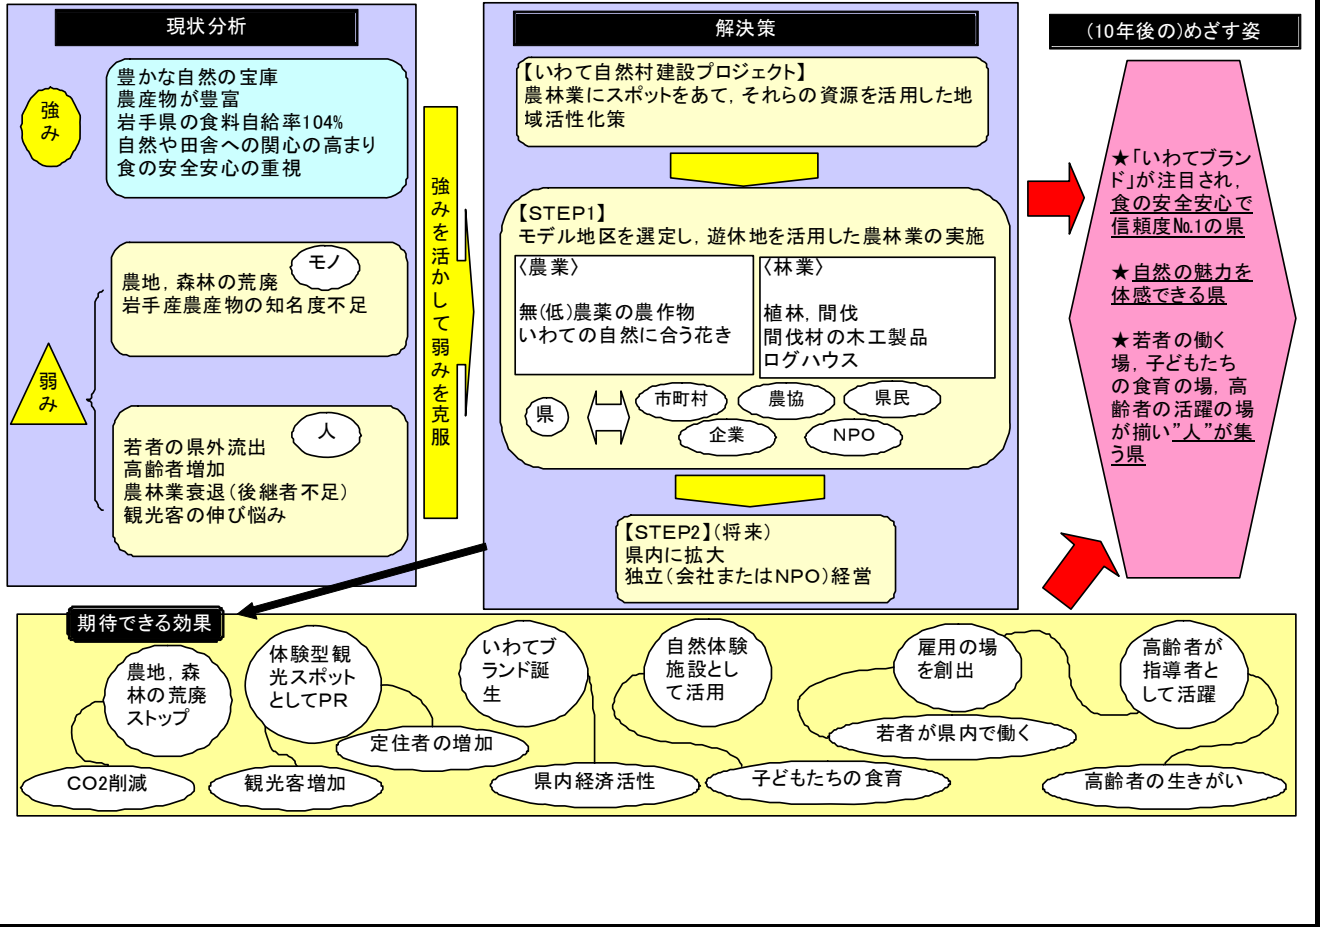 現状分析
強
み
豊かな自然の宝庫
農産物が豊富
岩手県の食料自給率104%
自然や田舎への関心の高まり
食の安全安心の重視
弱
み
モノ
農地，森林の荒廃
岩手産農産物の知名度不足
人
若者の県外流出
高齢者増加
農林業衰退（後継者不足）
観光客の伸び悩み
強みを活かして弱みを克服
解決策
【いわて自然村建設プロジェクト】
農林業にスポットをあて，それらの資源を活用した地
域活性化策
【STEP1】
モデル地区を選定し，遊休地を活用した農林業の実施
〈農業〉
無(低)農薬の農作物
いわての自然に合う花き
〈林業〉
植林，間伐
間伐材の木工製品
ログハウス
県
市町村
農協
県民
企業
NPO
【STEP2】（将来）
県内に拡大
独立（会社またはNPO）経営
(10年後の)めざす姿
★「いわてブラン
ド」が注目され，
食の安全安心で
信頼度№1の県
★自然の魅力を
体感できる県
★若者の働く
場，子どもたち
の食育の場，高
齢者の活躍の場
が揃い”人”が集
う県
期待できる効果
農地，森
林の荒廃
ストップ
CO2削減
体験型観
光スポット
としてPR
観光客増加
定住者の増加
いわてブ
ランド誕
生
県内経済活性
自然体験
施設とし
て活用
子どもたちの食育
雇用の場
を創出
若者が県内で働く
高齢者が
指導者と
して活躍
高齢者の生きがい